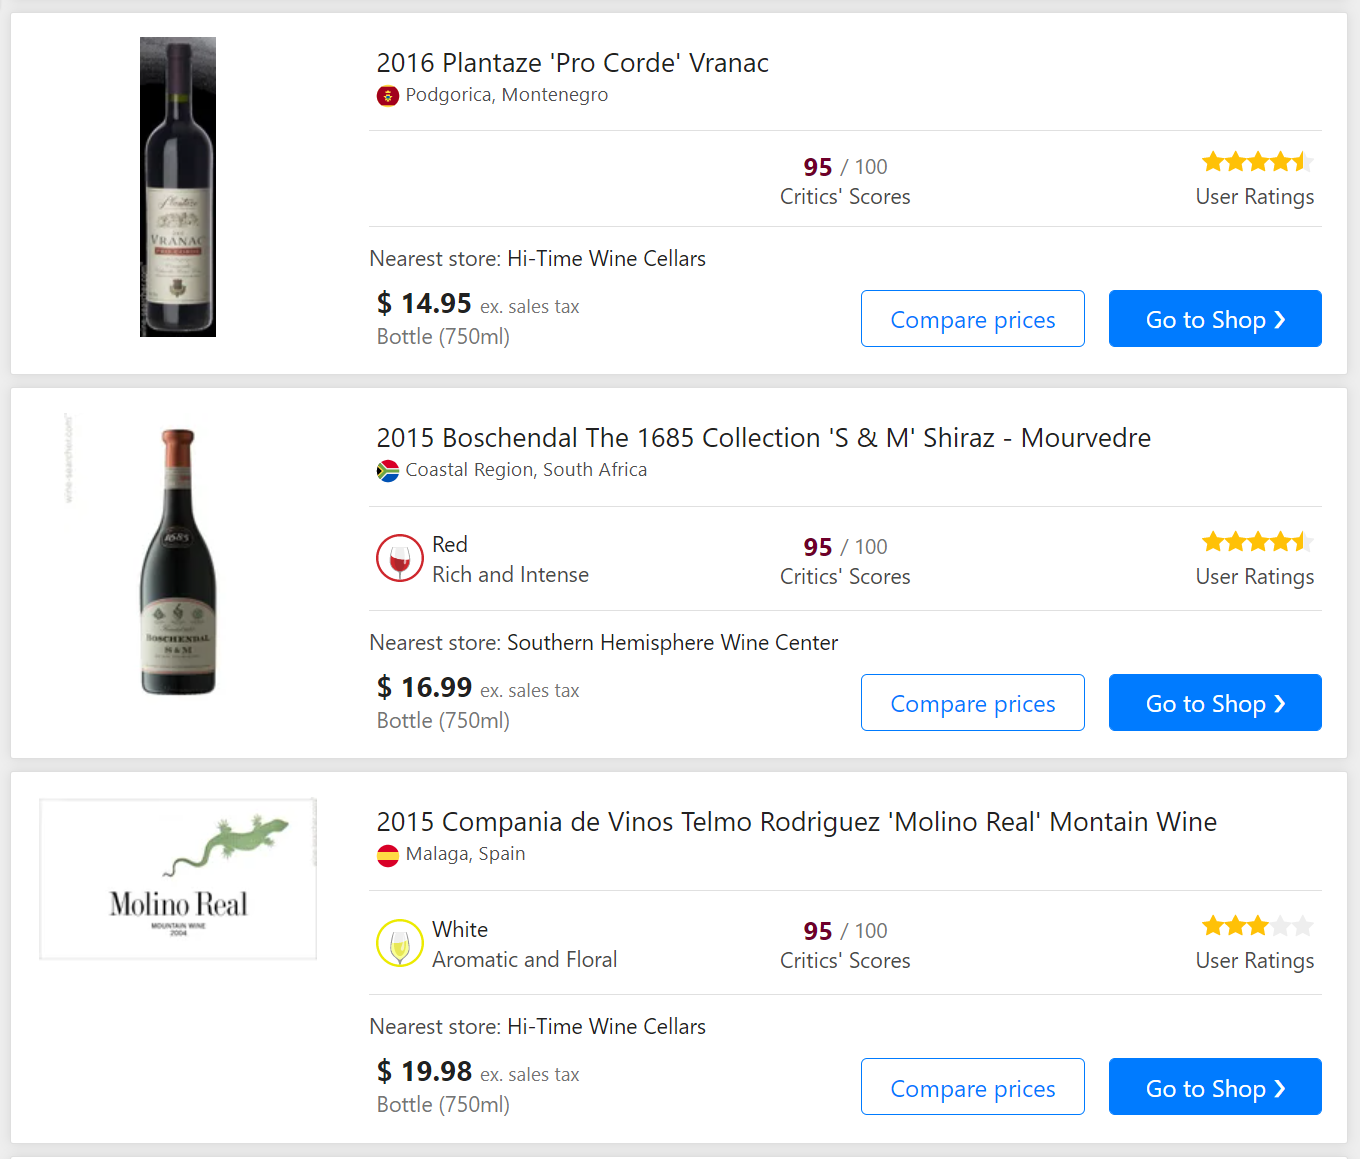 2016 Plantaze 'Pro Corde' Vranac
Podgorica, Montenegro
95 / 100
Critics' Scores
User Ratings
VRANAC
Nearest store: Hi-Time Wine Cellars
$ 14.95 ex. sales tax
Bottle (750ml)
Compare prices
Go to Shop ❯
wine-searcher.com
2015 Boschendal The 1685 Collection 'S & M' Shiraz - Mourvedre
Coastal Region, South Africa
1685
BOSCHENDAL
S & M
Red
Rich and Intense
95 / 100
Critics' Scores
User Ratings
Nearest store: Southern Hemisphere Wine Center
$ 16.99 ex. sales tax
Bottle (750ml)
Compare prices
Go to Shop ❯
Molino Real
MOUNTAIN WINE
2004
2015 Compania de Vinos Telmo Rodriguez 'Molino Real' Montain Wine
Malaga, Spain
White
Aromatic and Floral
95 / 100
Critics' Scores
User Ratings
Nearest store: Hi-Time Wine Cellars
$ 19.98 ex. sales tax
Bottle (750ml)
Compare prices
Go to Shop ❯